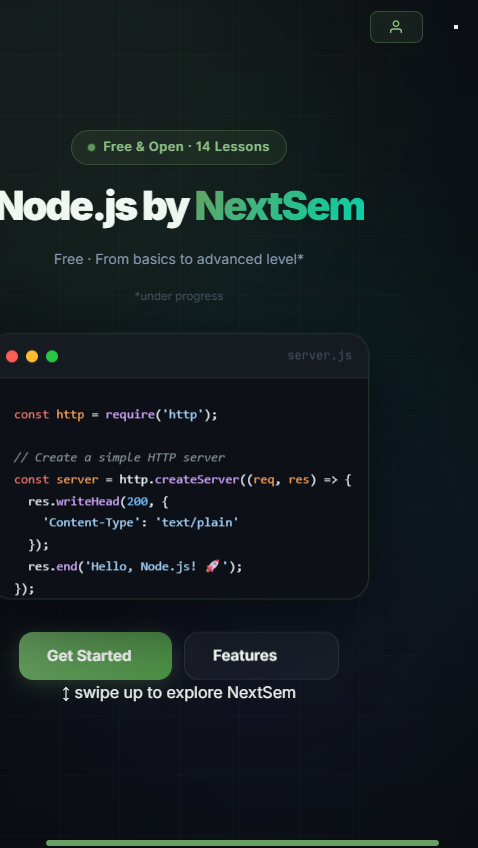 Free & Open · 14 Lessons
Node.js by NextSem
Free · From basics to advanced level*
*under progress
server.js
const http = require('http');
// Create a simple HTTP server
const server = http.createServer((req, res) => {
res.writeHead(200, {
'Content-Type': 'text/plain'
});
res.end('Hello, Node.js! 🚀');
});
Get Started
Features
↕ swipe up to explore NextSem